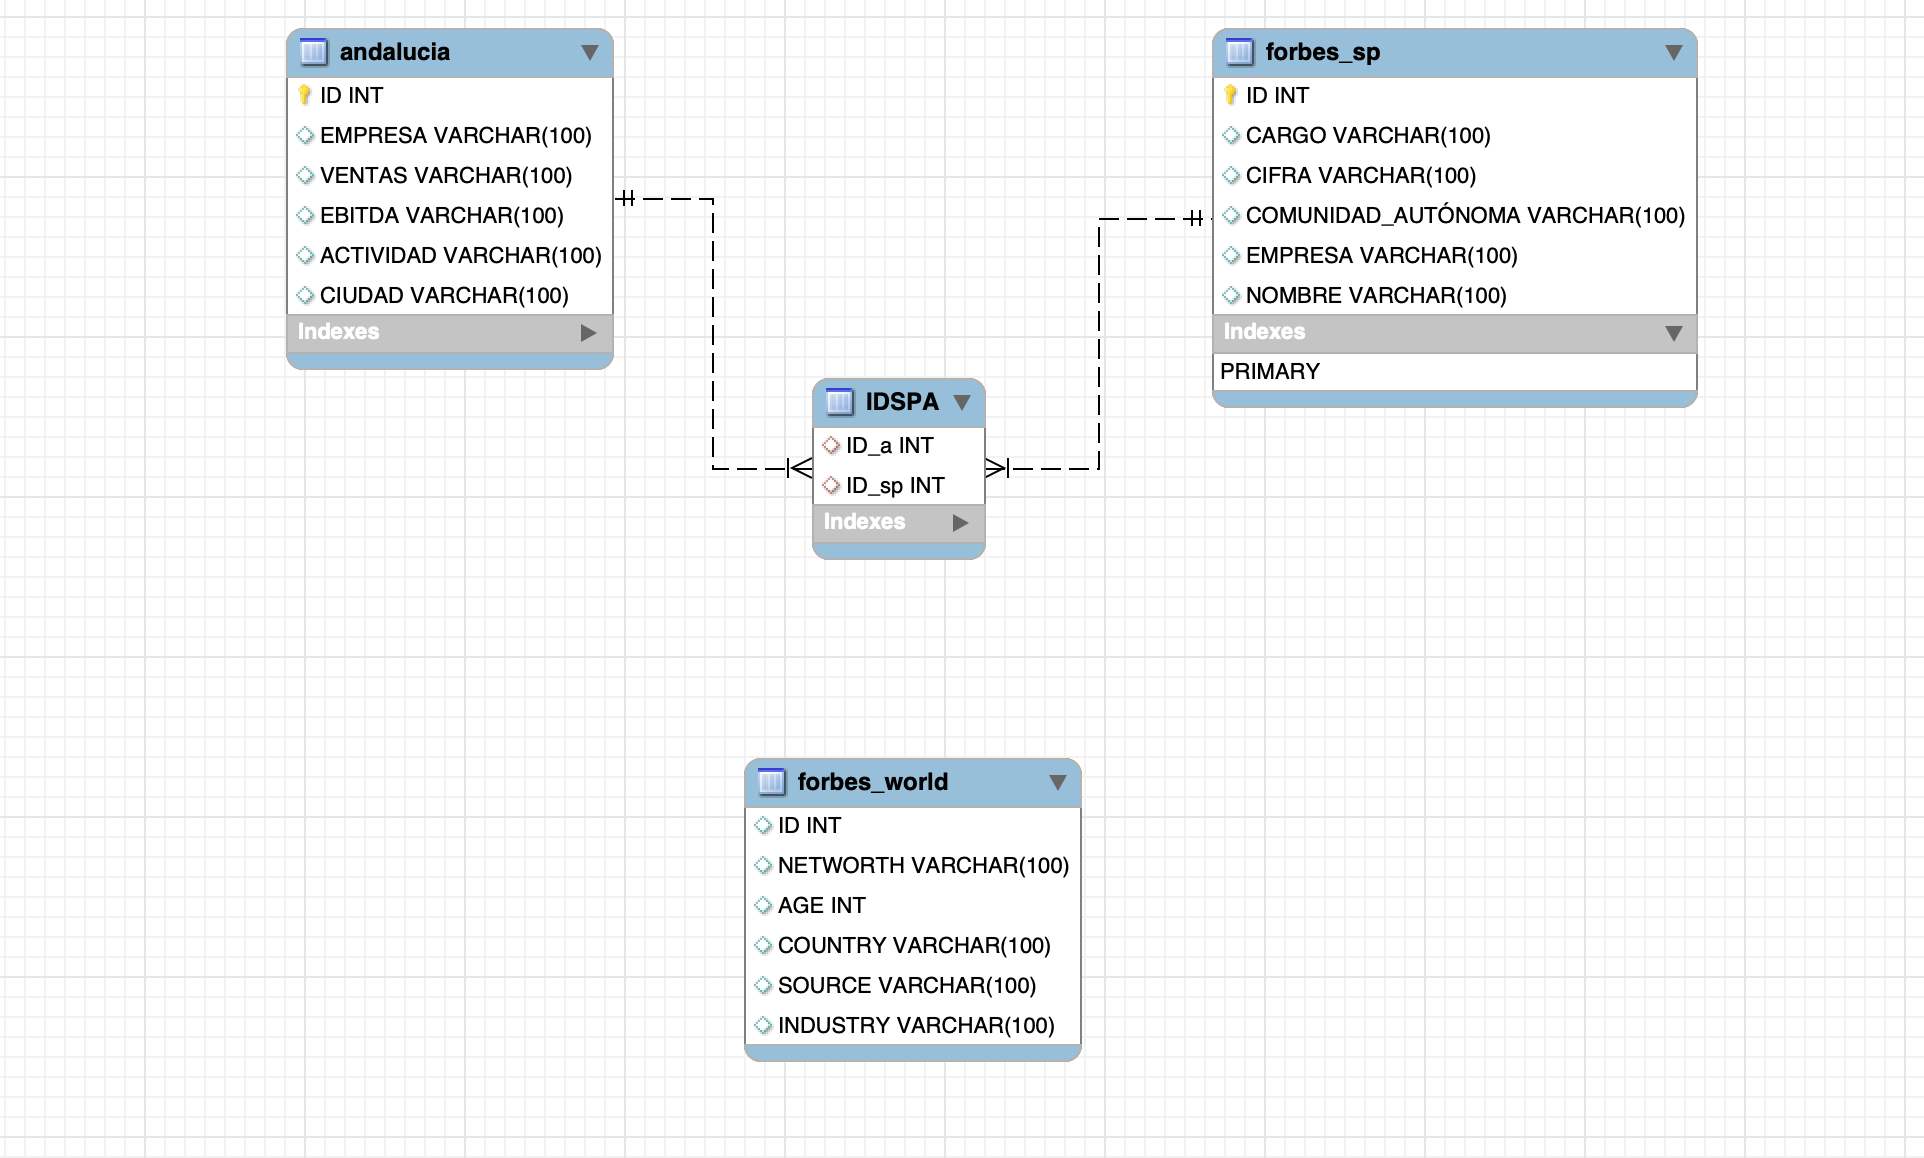 andalucia
ID INT
EMPRESA VARCHAR(100)
VENTAS VARCHAR(100)
EBITDA VARCHAR(100)
ACTIVIDAD VARCHAR(100)
CIUDAD VARCHAR(100)
Indexes
forbes_sp
ID INT
CARGO VARCHAR(100)
CIFRA VARCHAR(100)
COMUNIDAD_AUTÓNOMA VARCHAR(100)
EMPRESA VARCHAR(100)
NOMBRE VARCHAR(100)
Indexes
PRIMARY
IDSPA
ID_a INT
ID_sp INT
Indexes
forbes_world
ID INT
NETWORTH VARCHAR(100)
AGE INT
COUNTRY VARCHAR(100)
SOURCE VARCHAR(100)
INDUSTRY VARCHAR(100)